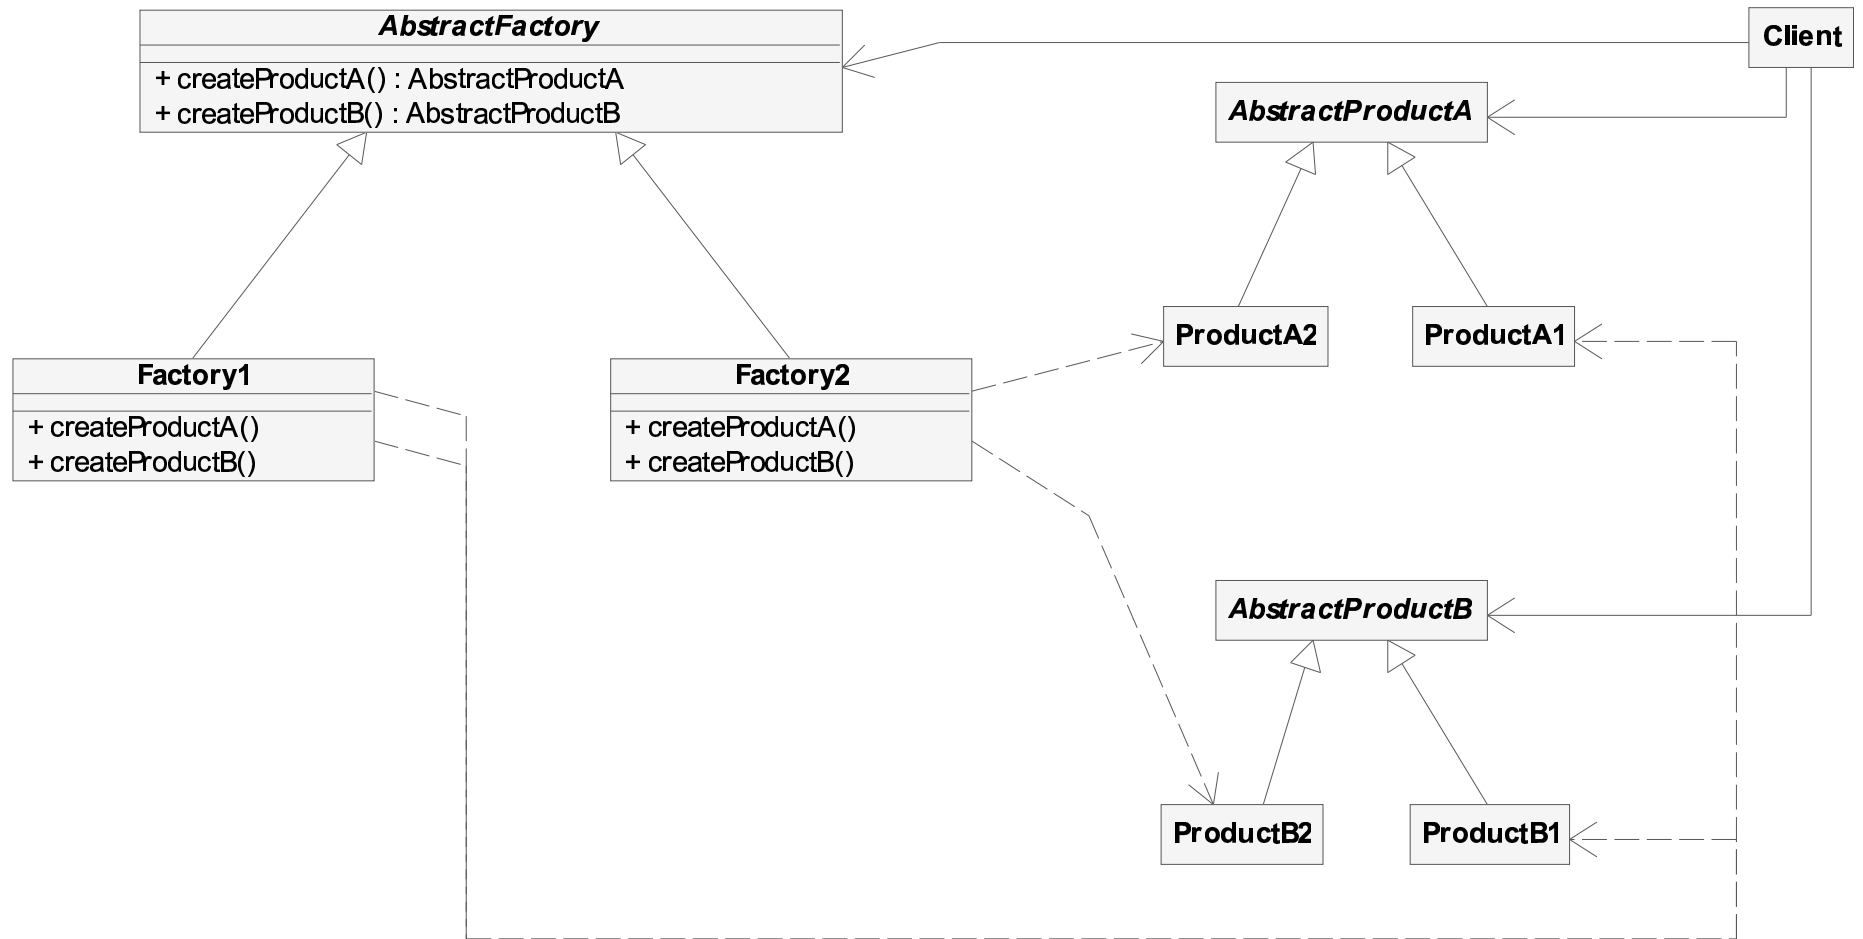 AbstractFactory
+ createProductA() : AbstractProductA
+ createProductB() : AbstractProductB
Client
AbstractProductA
ProductA2
ProductA1
Factory1
+ createProductA()
+ createProductB()
Factory2
+ createProductA()
+ createProductB()
AbstractProductB
ProductB2
ProductB1